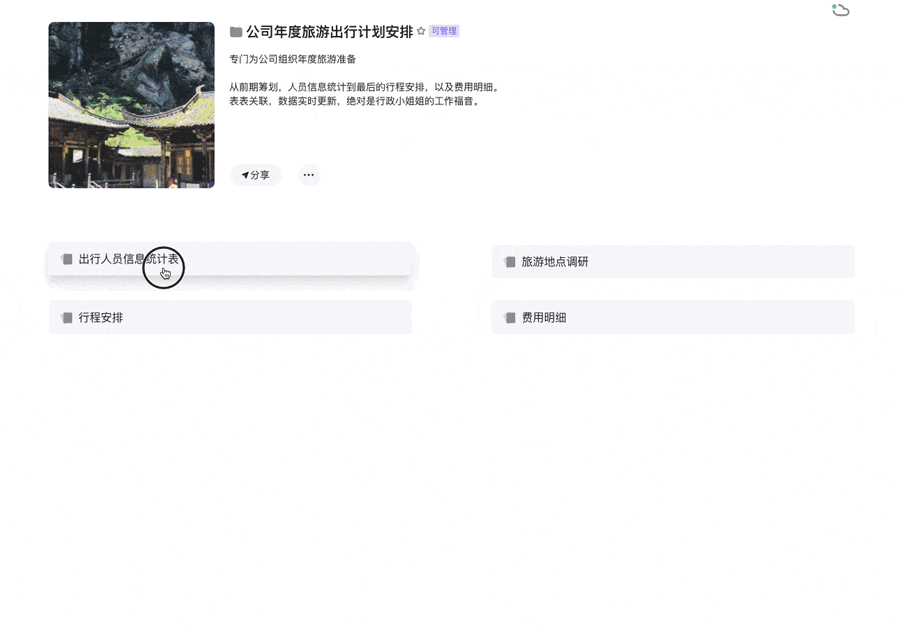 公司年度旅游出行计划安排 可管理
专门为公司组织年度旅游准备
从前期筹划，人员信息统计到最后的行程安排，以及费用明细。
表表关联，数据实时更新，绝对是行政小姐姐的工作福音。
分享
出行人员信息统计表
旅游地点调研
行程安排
费用明细